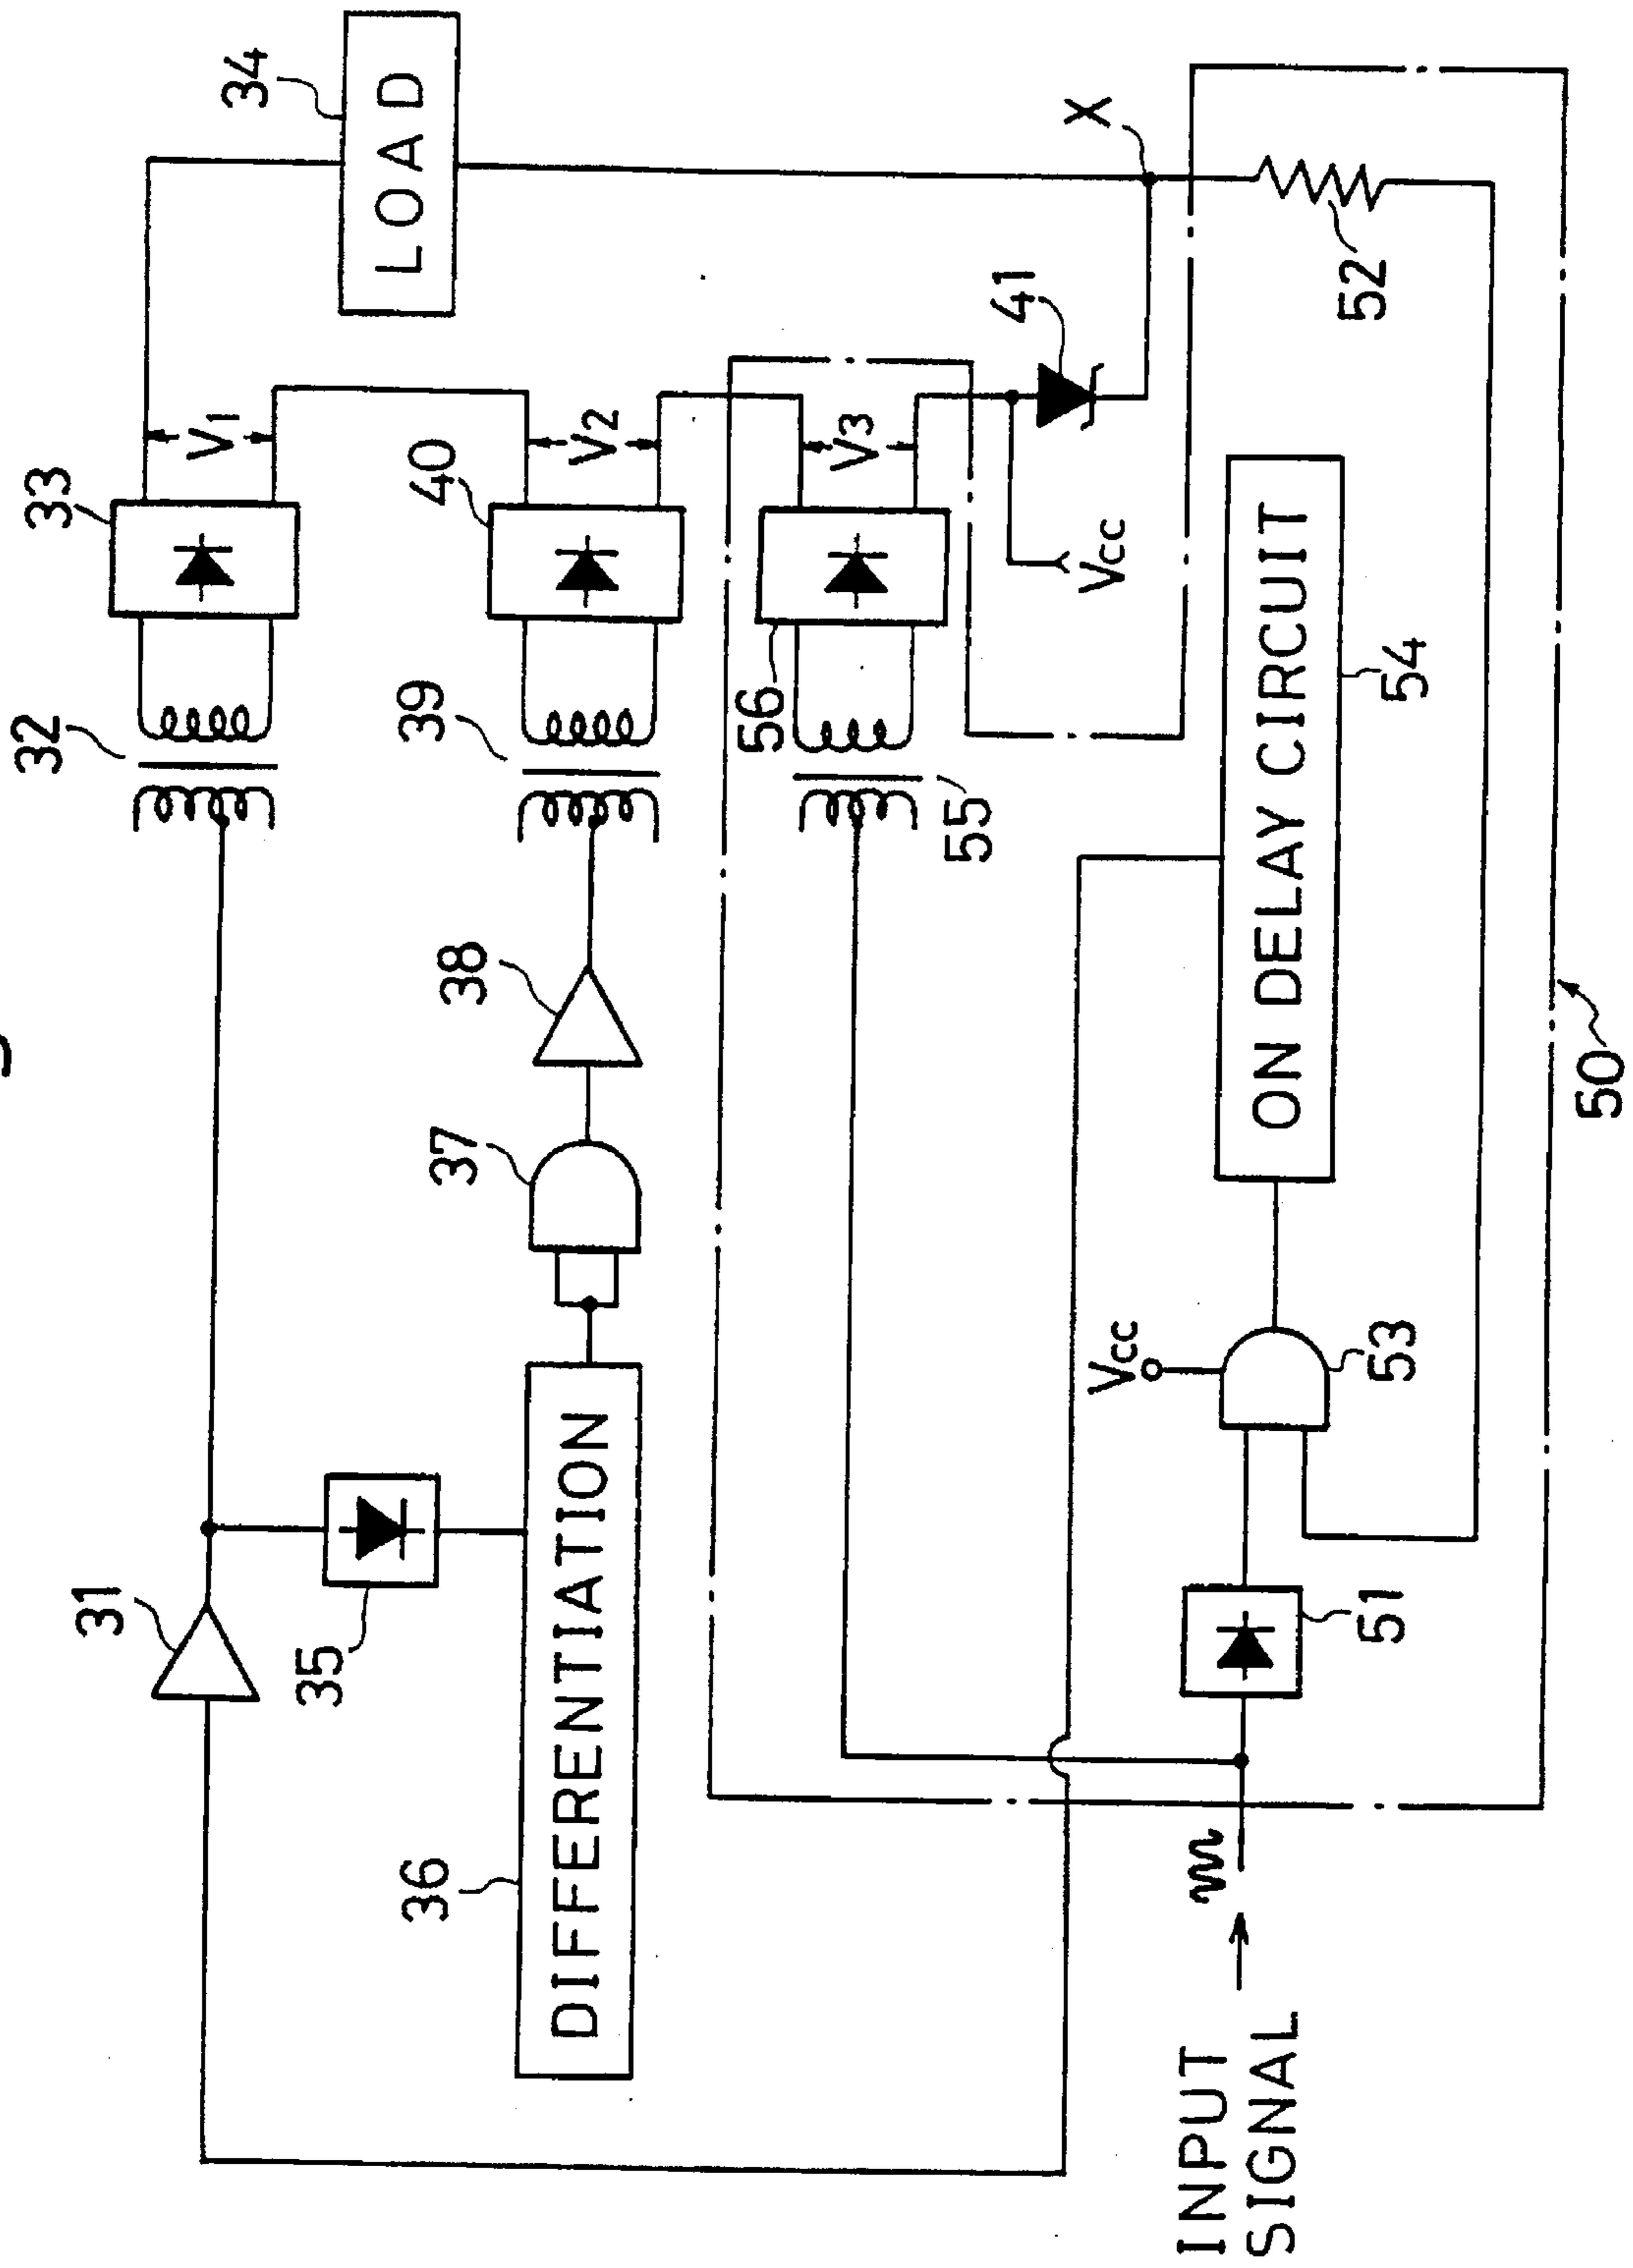 31
32
33
V1
34
LOAD
35
36
DIFFERENTIATION
37
38
39
40
V2
55
56
V3
41
Vcc
X
INPUT
SIGNAL
51
Vcc
53
ON DELAY CIRCUIT
54
52
50